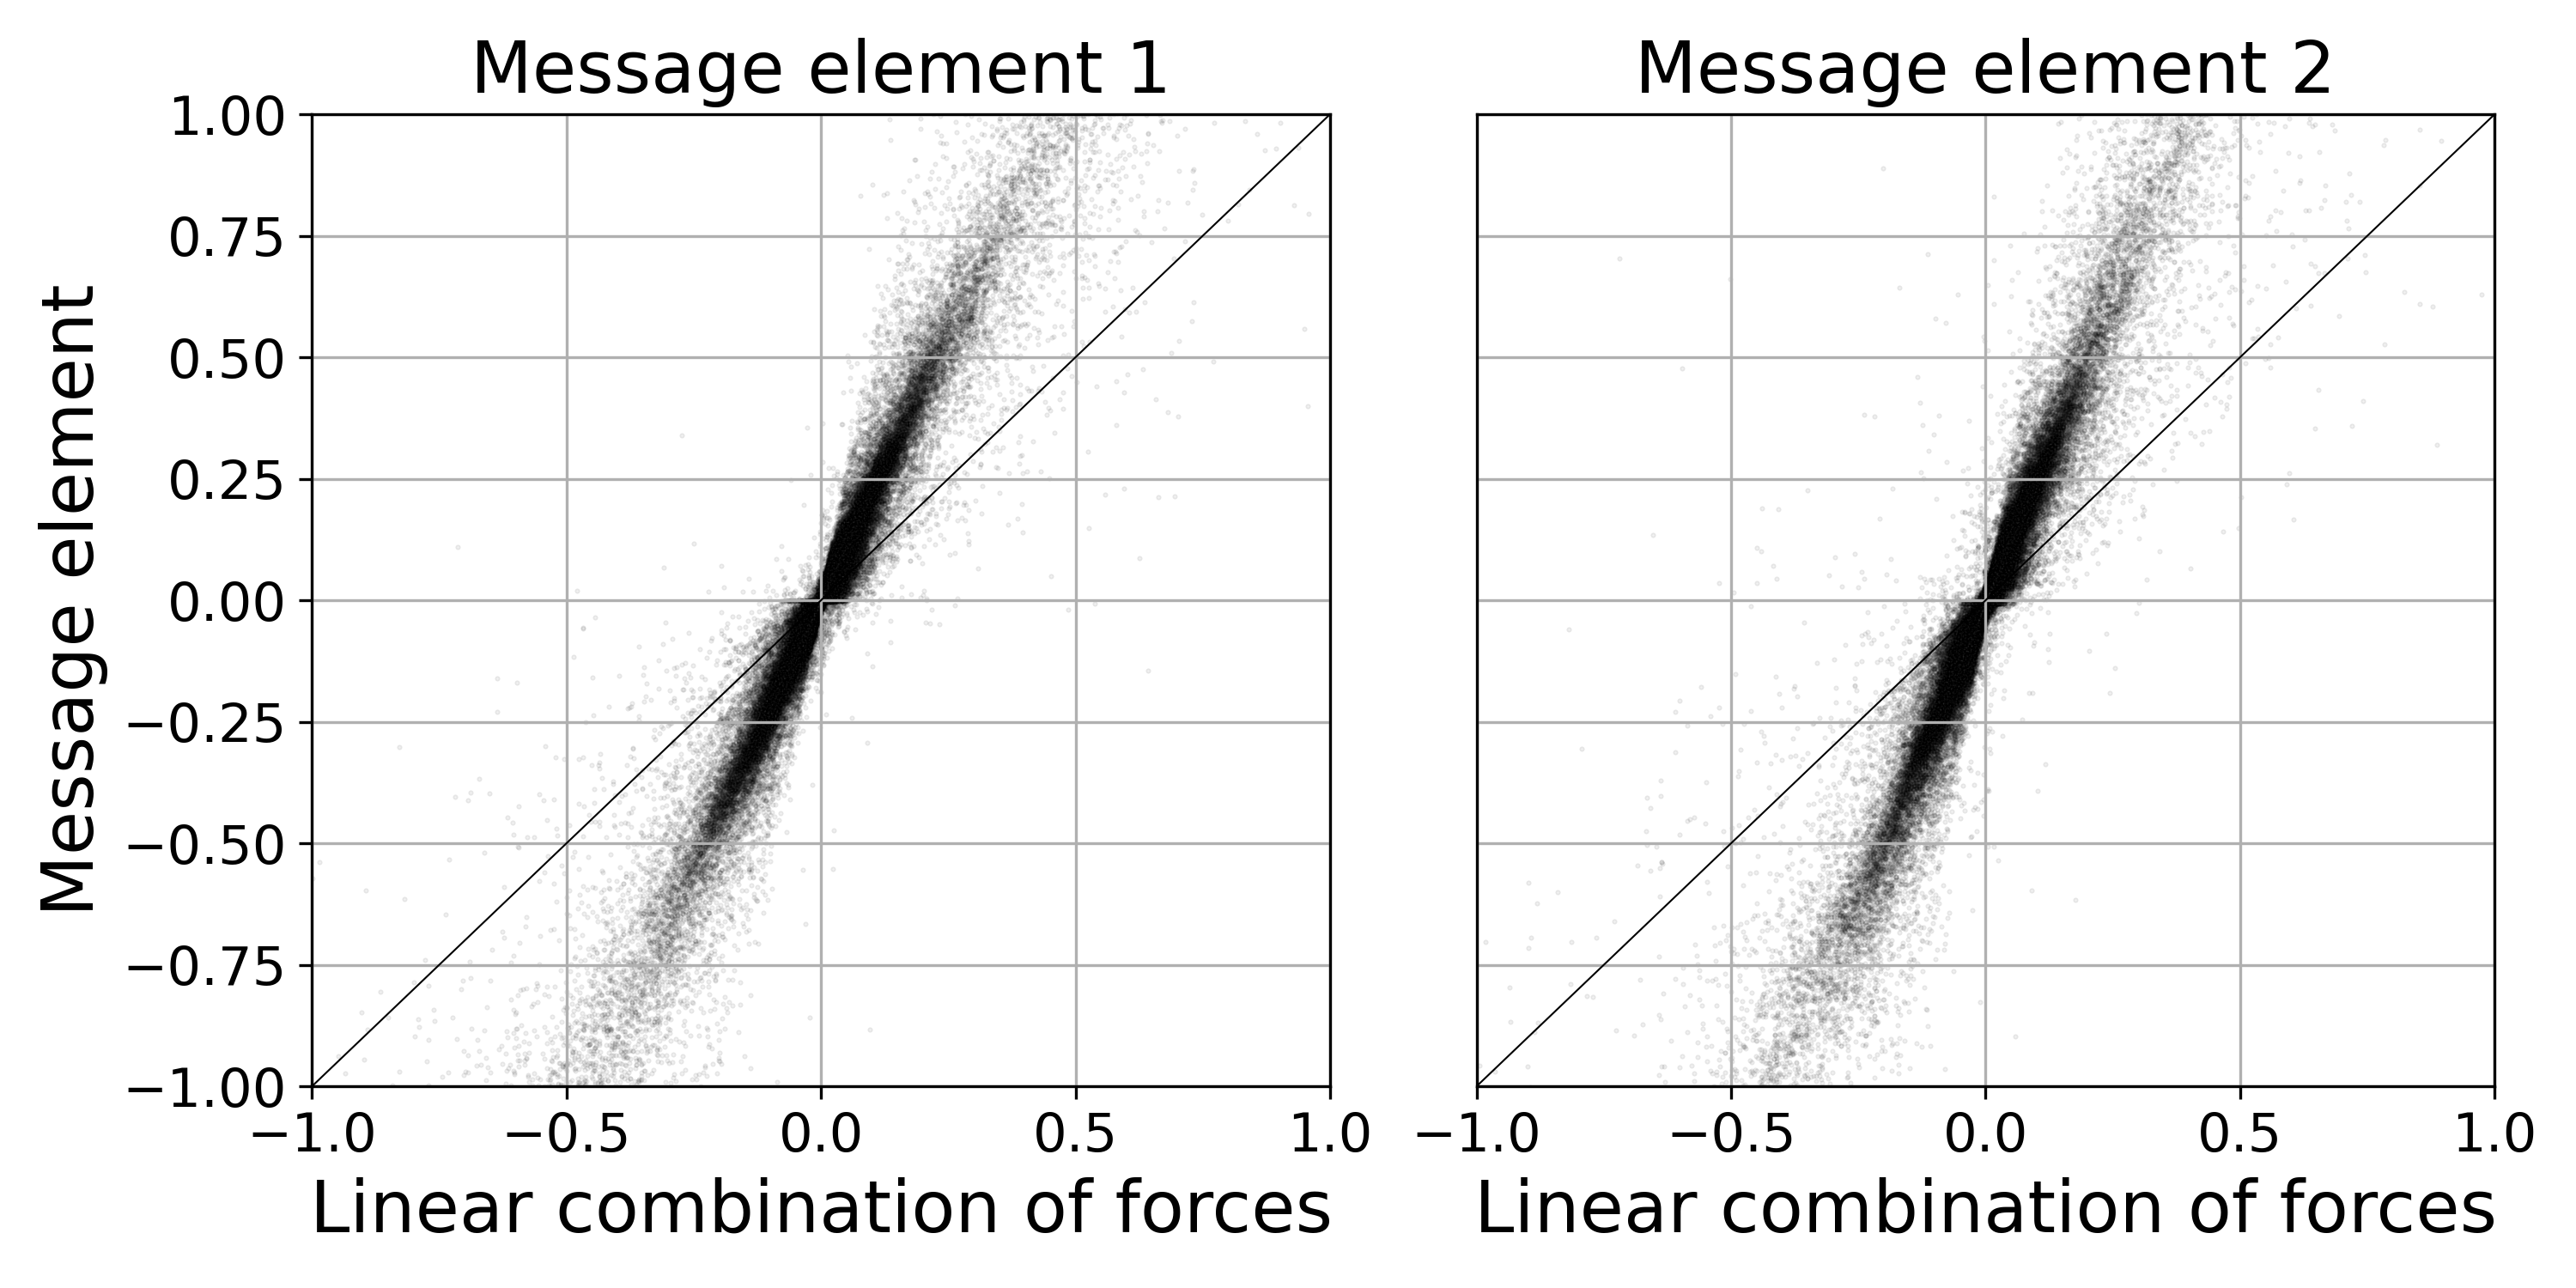 Message element 1
Message element 2
Message element
1.00
0.75
0.50
0.25
0.00
−0.25
−0.50
−0.75
−1.00
−1.0 −0.5 0.0 0.5 1.0
−1.0 −0.5 0.0 0.5 1.0
Linear combination of forces
Linear combination of forces